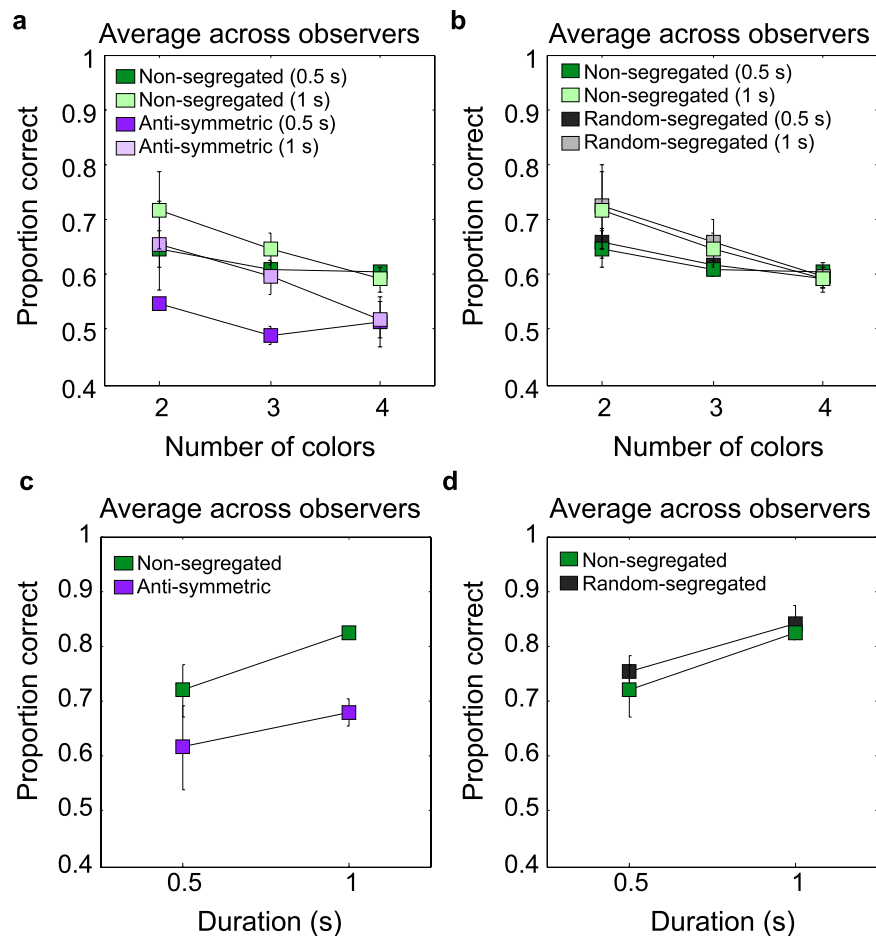 a
Average across observers
1
0.9
0.8
0.7
0.6
0.5
0.4
Non-segregated (0.5 s)
Non-segregated (1 s)
Anti-symmetric (0.5 s)
Anti-symmetric (1 s)
Proportion correct
2 3 4
Number of colors
b
Average across observers
1
0.9
0.8
0.7
0.6
0.5
0.4
Non-segregated (0.5 s)
Non-segregated (1 s)
Random-segregated (0.5 s)
Random-segregated (1 s)
Proportion correct
2 3 4
Number of colors
c
Average across observers
1
0.9
0.8
0.7
0.6
0.5
0.4
Non-segregated
Anti-symmetric
Proportion correct
0.5 1
Duration (s)
d
Average across observers
1
0.9
0.8
0.7
0.6
0.5
0.4
Non-segregated
Random-segregated
Proportion correct
0.5 1
Duration (s)